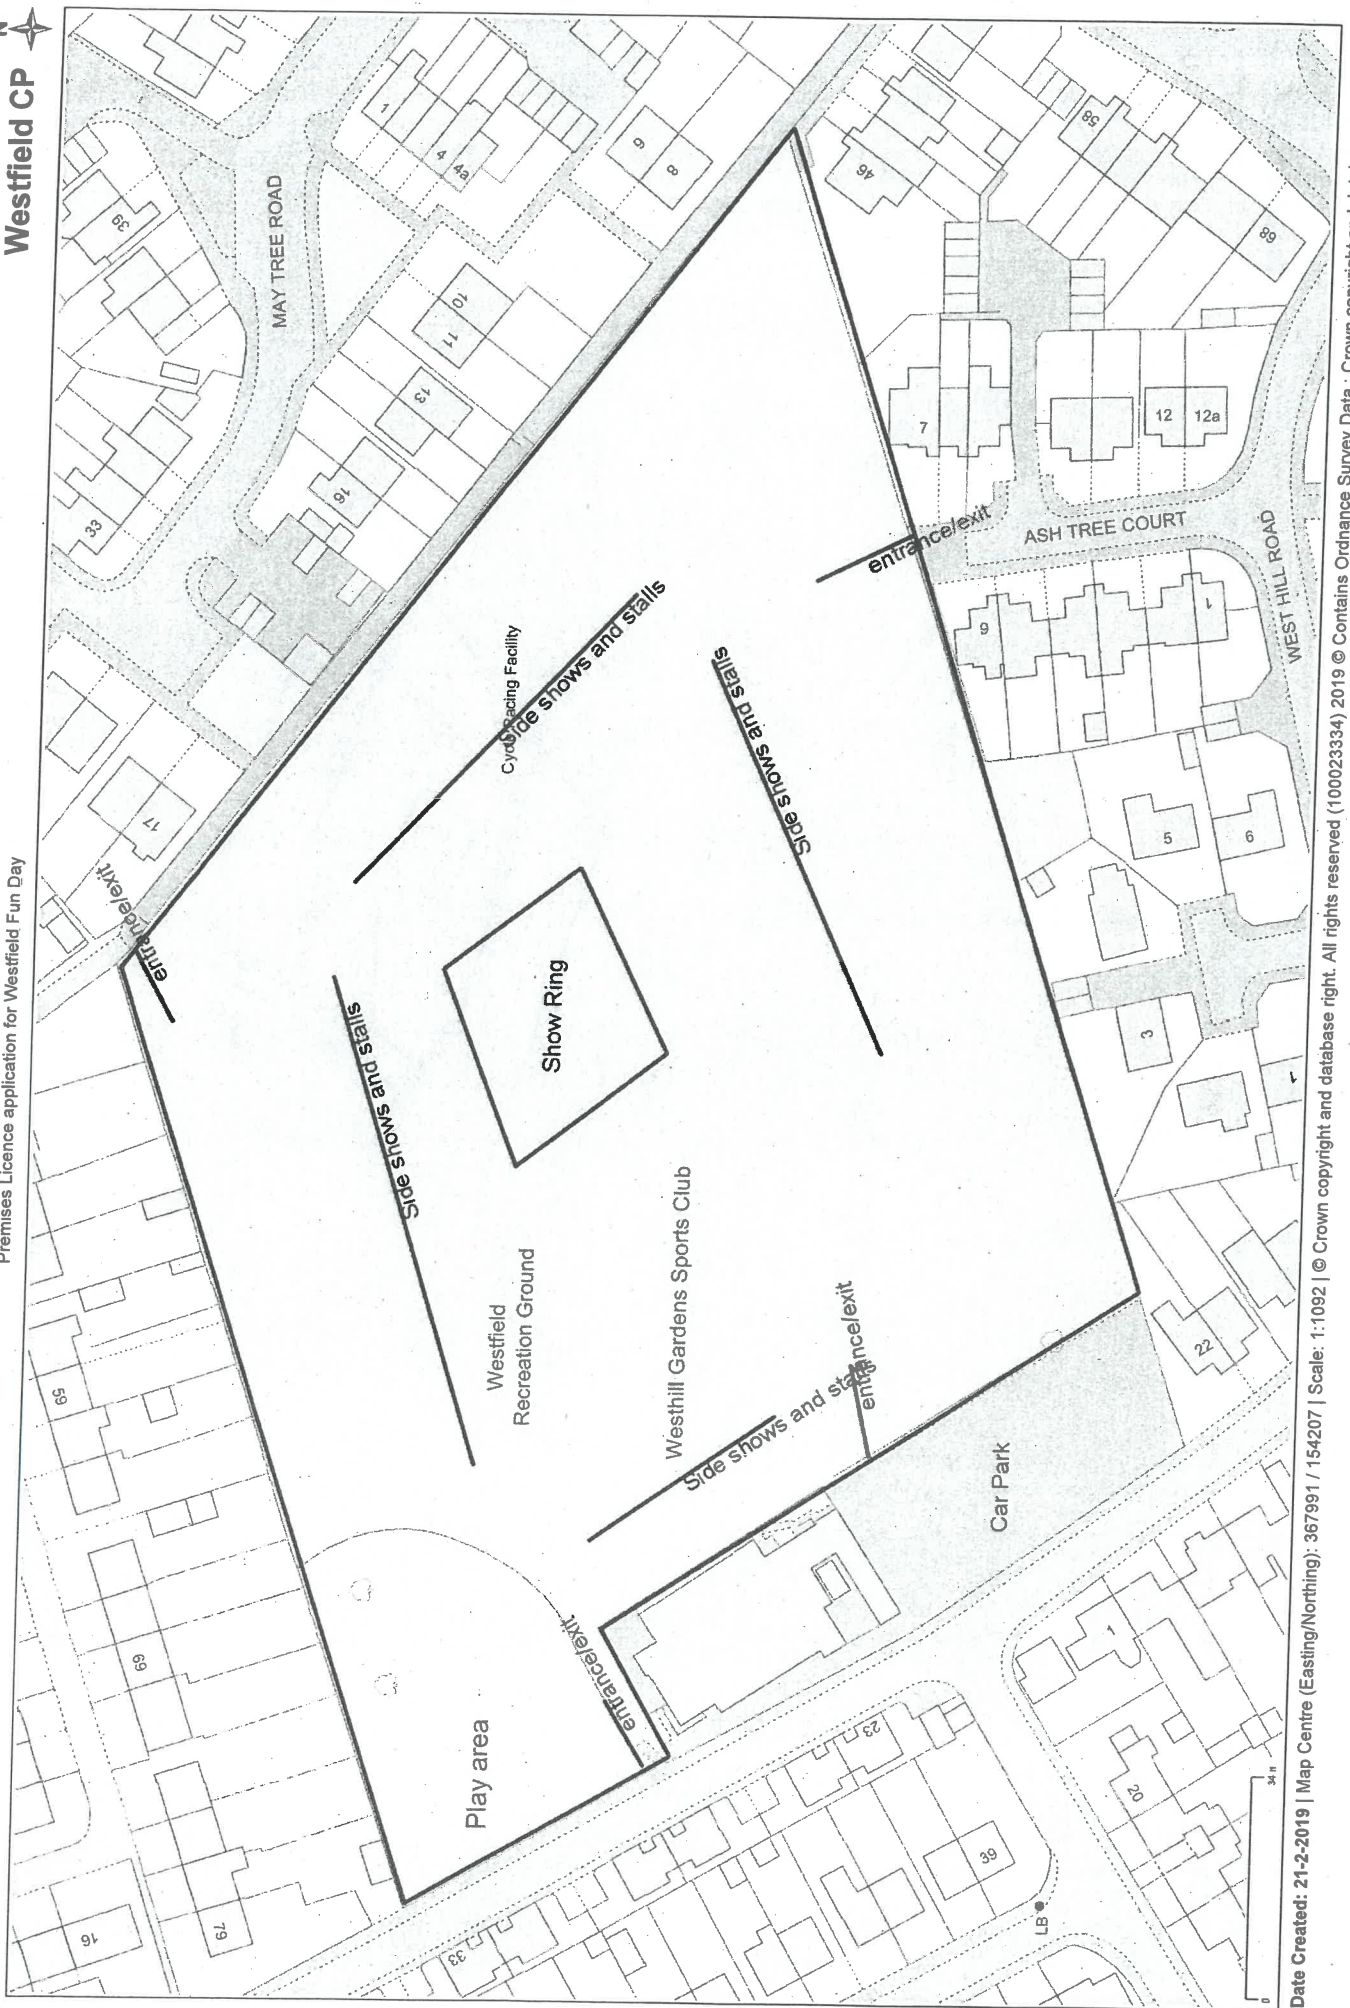 Westfield CP
N
Premises Licence application for Westfield Fun Day
MAY TREE ROAD
39
33
1
4
4a
6
8
10
11
13
16
17
46
58
68
7
12
12a
ASH TREE COURT
WEST HILL ROAD
9
1
5
6
3
1
22
entrance/exit
entrance/exit
Side shows and stalls
Racing Facility
Side shows and stalls
Side shows and stalls
Show Ring
Westfield
Recreation Ground
Westhill Gardens Sports Club
Side shows and stalls
entrance/exit
Car Park
entrance/exit
Play area
59
69
79
16
33
23
39
LB
20
1
0
34 m
Date Created: 21-2-2019 | Map Centre (Easting/Northing): 367991 / 154207 | Scale: 1:1092 | © Crown copyright and database right. All rights reserved (100023334) 2019 © Contains Ordnance Survey Data : Crown copyright and